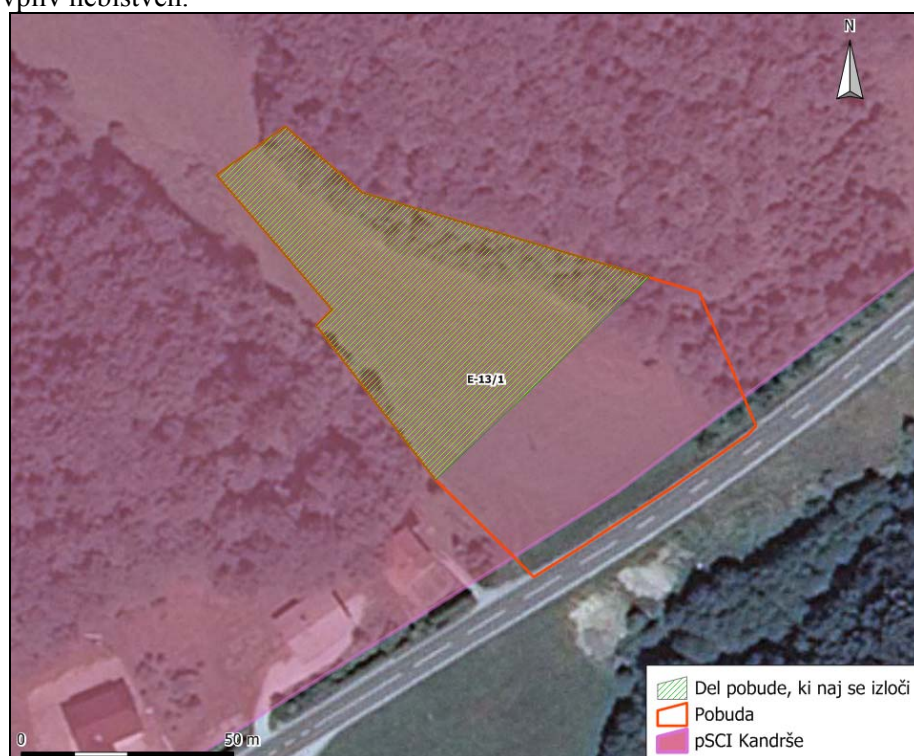 vpliv nebistven.
N
E-13/1
Del pobude, ki naj se izloči
Pobuda
pSCI Kandrše
0 50 m